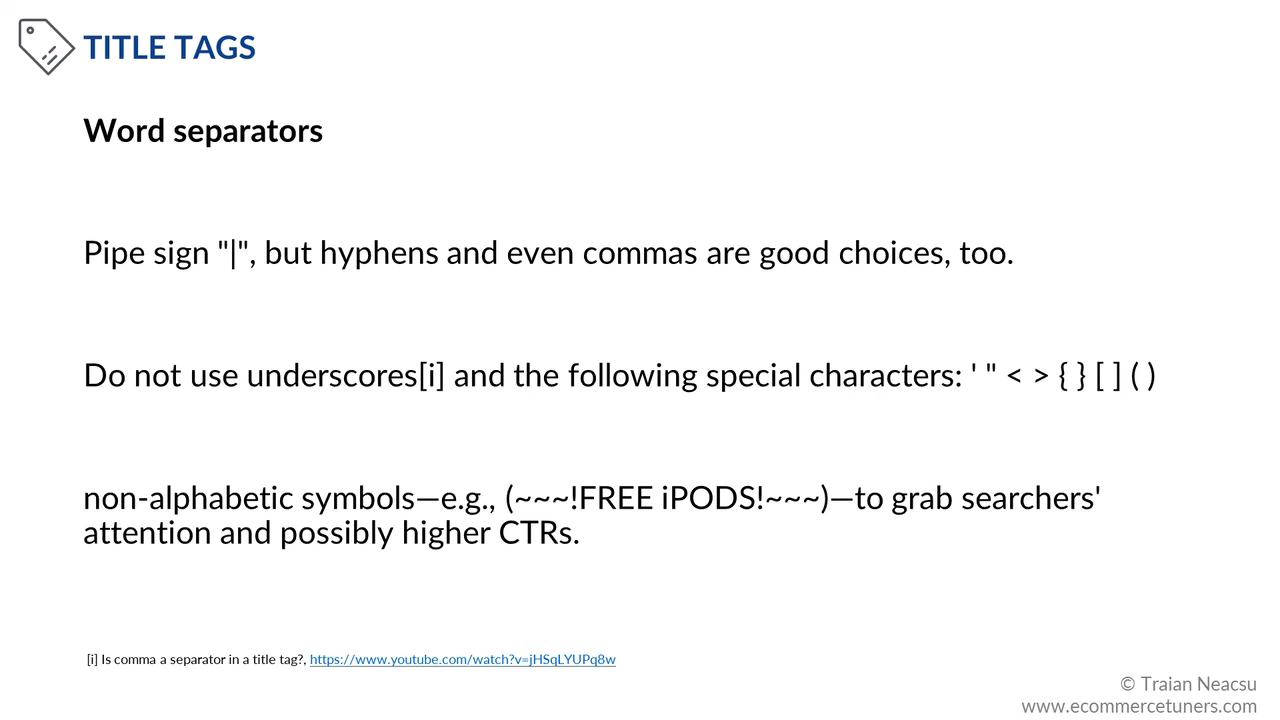 TITLE TAGS
Word separators
Pipe sign "|", but hyphens and even commas are good choices, too.
Do not use underscores[i] and the following special characters: ' " < > { } [ ] ( )
non-alphabetic symbols—e.g., (~~~!FREE iPODS!~~~)—to grab searchers'
attention and possibly higher CTRs.
[i] Is comma a separator in a title tag?, https://www.youtube.com/watch?v=jHSqLYUPq8w
© Traian Neacsu
www.ecommercetuners.com